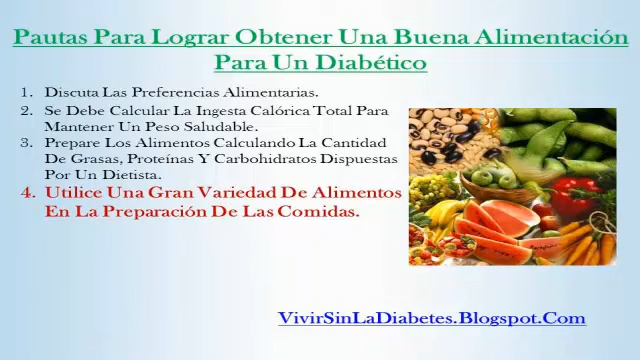 Pautas Para Lograr Obtener Una Buena Alimentación
Para Un Diabético
1. Discuta Las Preferencias Alimentarias.
2. Se Debe Calcular La Ingesta Calórica Total Para
Mantener Un Peso Saludable.
3. Prepare Los Alimentos Calculando La Cantidad
De Grasas, Proteínas Y Carbohidratos Dispuestas
Por Un Dietista.
4. Utilice Una Gran Variedad De Alimentos
En La Preparación De Las Comidas.
VivirSinLaDiabetes.Blogspot.Com